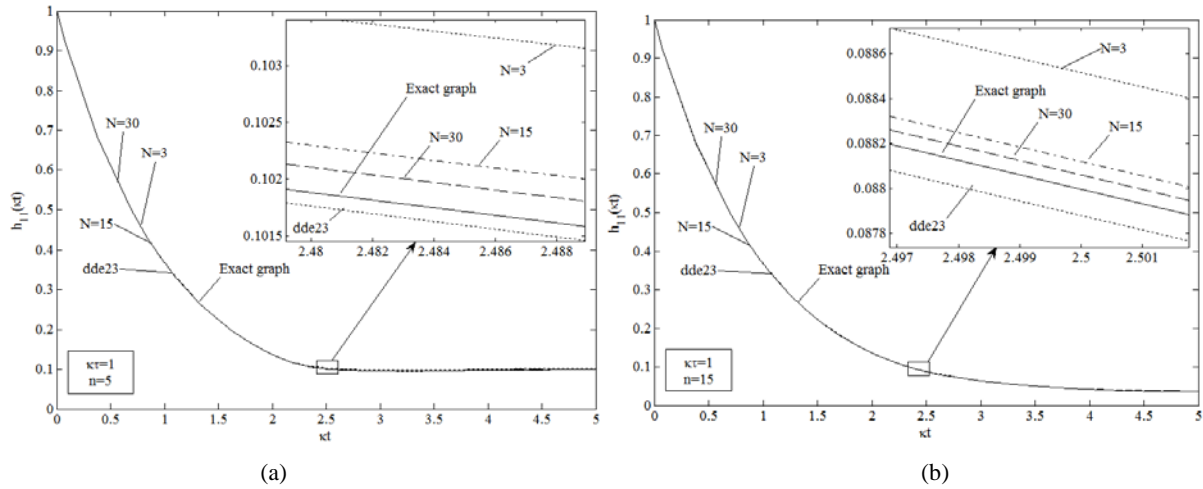 1
0.9
0.8
0.7
0.6
0.5
0.4
0.3
0.2
0.1
0
h11(κt)
0 0.5 1 1.5 2 2.5 3 3.5 4 4.5 5
κt
N=30
N=3
N=15
dde23
Exact graph
κτ=1
n=5
0.103
0.1025
0.102
0.1015
2.48 2.482 2.484 2.486 2.488
N=3
Exact graph
N=30
N=15
dde23
(a)
1
0.9
0.8
0.7
0.6
0.5
0.4
0.3
0.2
0.1
0
h11(κt)
0 0.5 1 1.5 2 2.5 3 3.5 4 4.5 5
κt
N=30
N=3
N=15
dde23
Exact graph
κτ=1
n=15
0.0886
0.0884
0.0882
0.088
0.0878
2.497 2.498 2.499 2.5 2.501
N=3
Exact graph
N=30
N=15
dde23
(b)